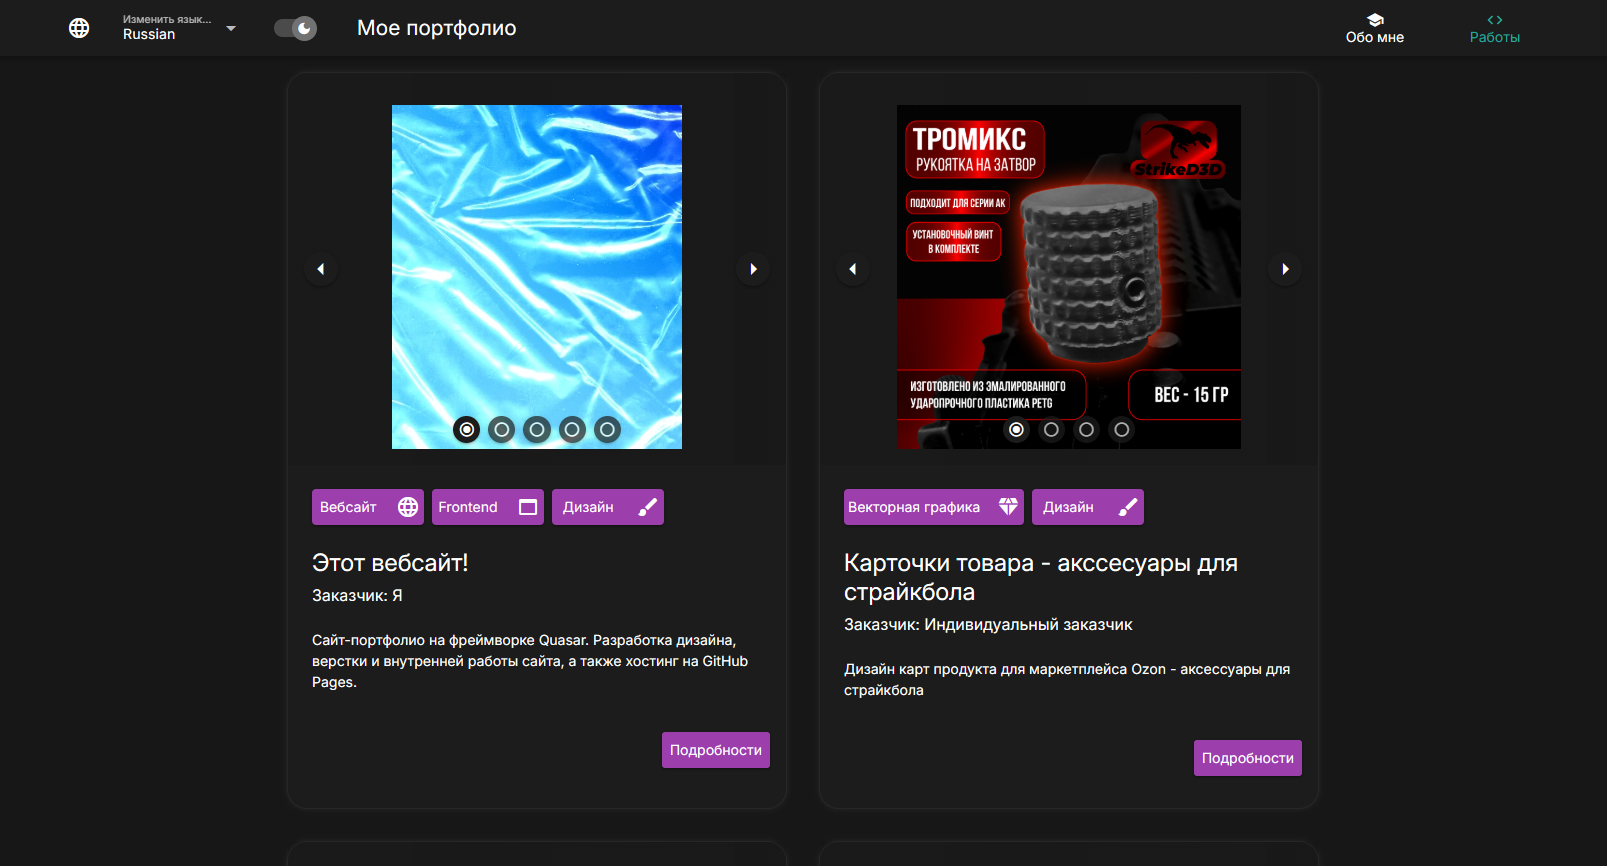 Изменить язык...
Russian
Мое портфолио
Обо мне
Работы
ТРОМИКС
РУКОЯТКА НА ЗАТВОР
StrikeD3D
ПОДХОДИТ ДЛЯ СЕРИИ АК
УСТАНОВОЧНЫЙ ВИНТ
В КОМПЛЕКТЕ
ИЗГОТОВЛЕНО ИЗ ЭМАЛИРОВАННОГО
УДАРОПРОЧНОГО ПЛАСТИКА PETG
ВЕС - 15 ГР
Вебсайт
Frontend
Дизайн
Этот вебсайт!
Заказчик: Я
Сайт-портфолио на фреймворке Quasar. Разработка дизайна,
верстки и внутренней работы сайта, а также хостинг на GitHub
Pages.
Подробности
Векторная графика
Дизайн
Карточки товара - акссесуары для
страйкбола
Заказчик: Индивидуальный заказчик
Дизайн карт продукта для маркетплейса Ozon - аксессуары для
страйкбола
Подробности